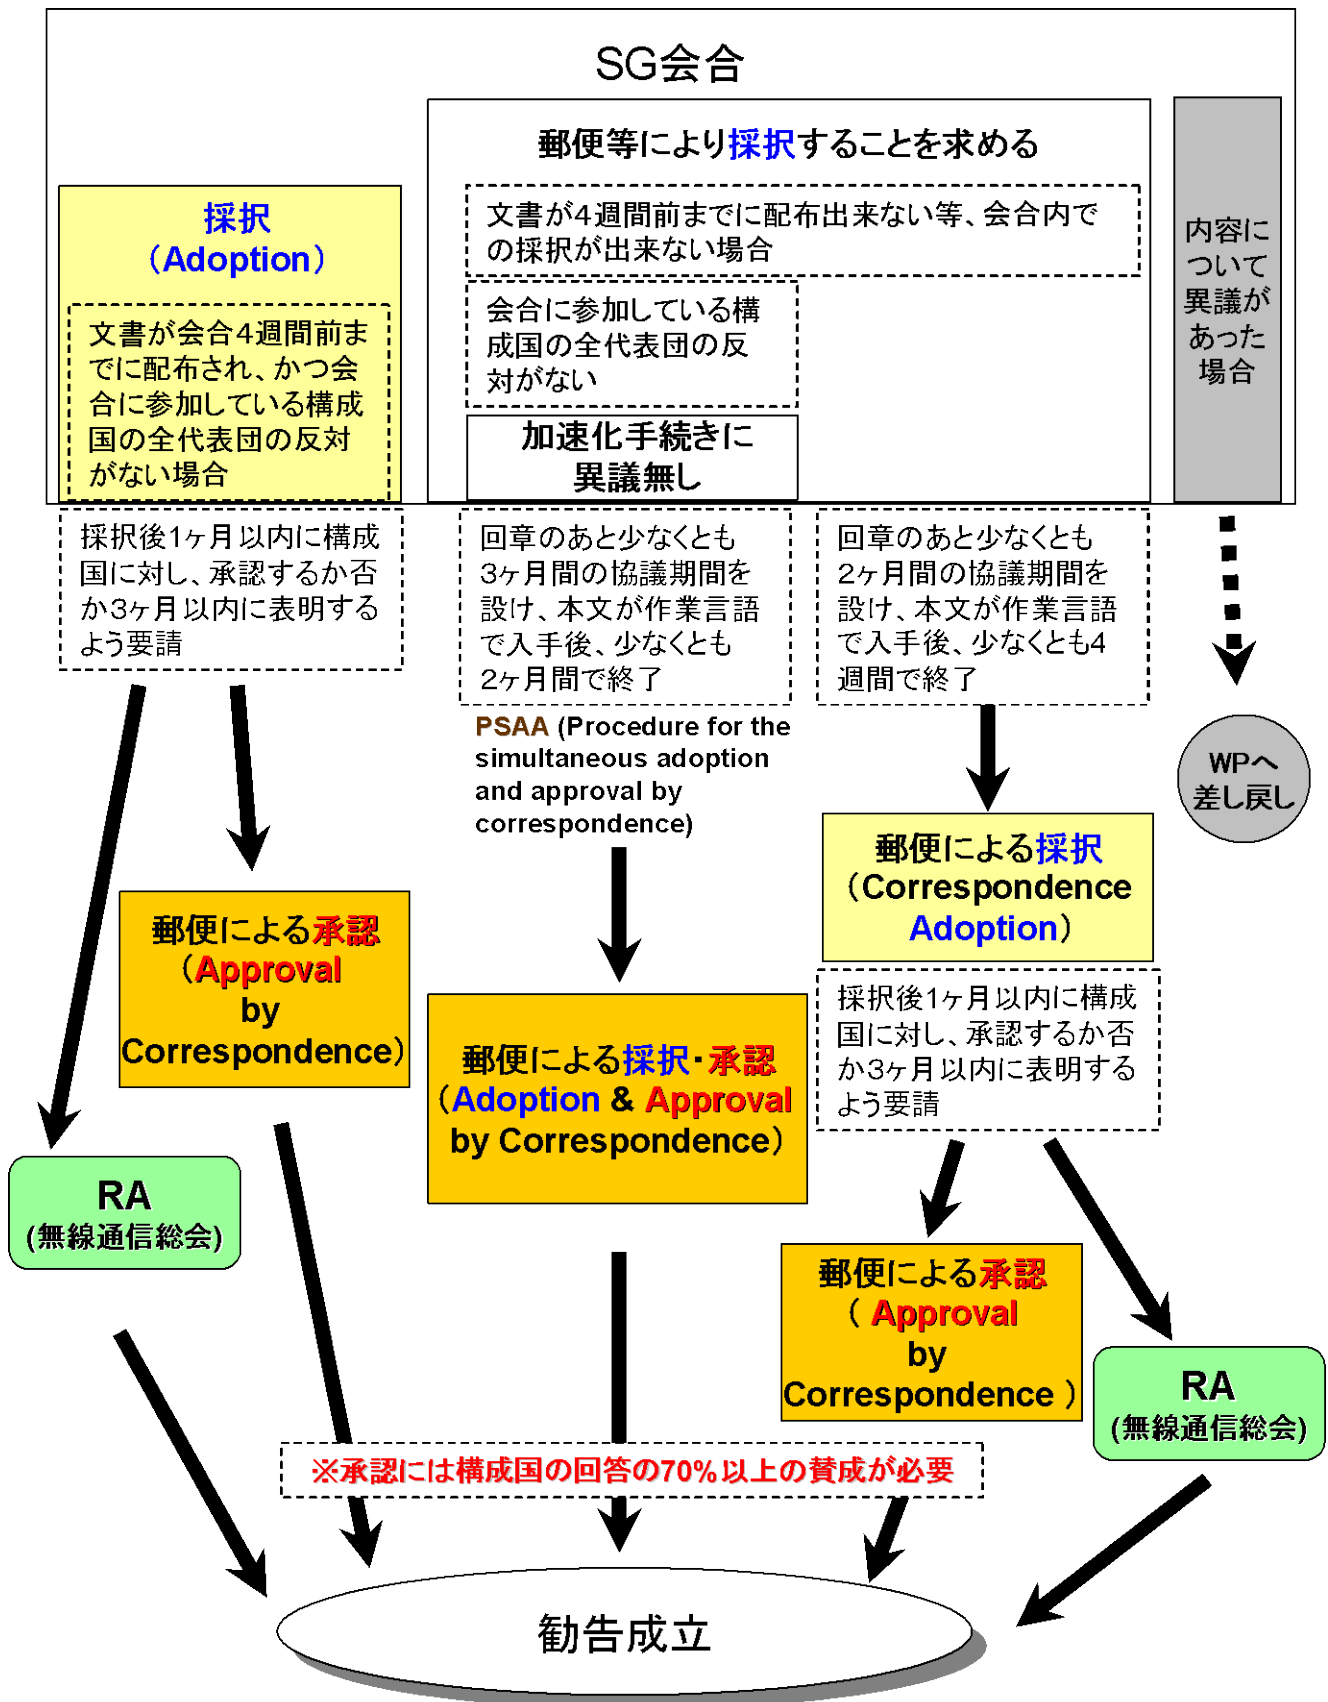 SG会合
採択
（Adoption）
文書が会合4週間前ま
でに配布され、かつ会
合に参加している構成
国の全代表団の反対
がない場合
郵便等により採択することを求める
文書が４週間前までに配布出来ない等、会合内で
の採択が出来ない場合
会合に参加している構
成国の全代表団の反
対がない
加速化手続きに
異議無し
内容に
ついて
異議が
あった
場合
採択後1ヶ月以内に構成
国に対し、承認するか否
か3ヶ月以内に表明する
よう要請
回章のあと少なくとも
3ヶ月間の協議期間を
設け、本文が作業言語
で入手後、少なくとも
2ヶ月間で終了
回章のあと少なくとも
2ヶ月間の協議期間を
設け、本文が作業言語
で入手後、少なくとも4
週間で終了
PSAA (Procedure for the
simultaneous adoption
and approval by
correspondence)
WPへ
差し戻し
郵便による採択
（Correspondence
Adoption）
郵便による承認
（Approval
by
Correspondence）
郵便による採択・承認
（Adoption & Approval
by Correspondence）
採択後1ヶ月以内に構成
国に対し、承認するか否
か3ヶ月以内に表明する
よう要請
RA
(無線通信総会)
郵便による承認
（ Approval
by
Correspondence ）
RA
(無線通信総会)
※承認には構成国の回答の70%以上の賛成が必要
勧告成立